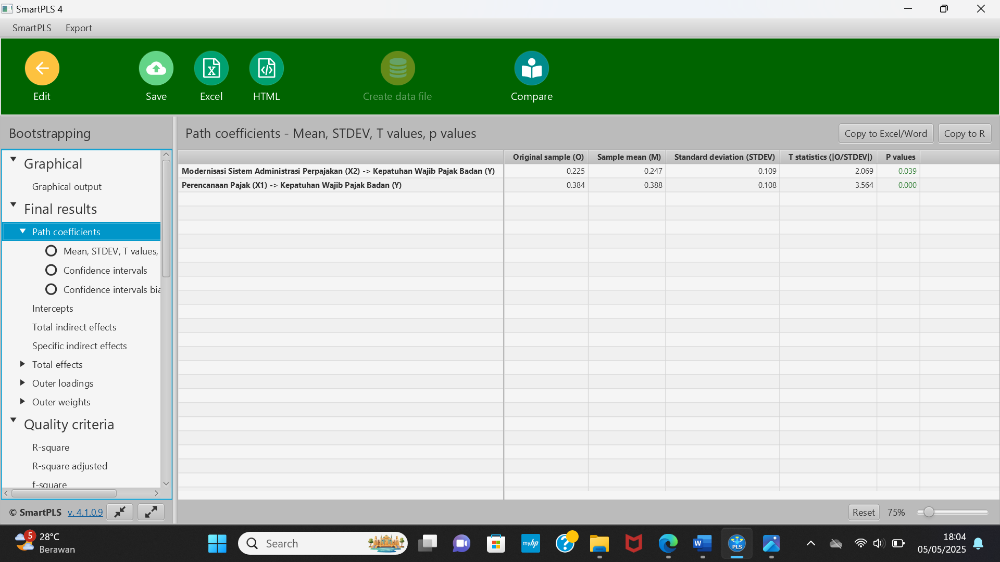 SmartPLS 4
SmartPLS Export
Edit Save Excel HTML Create data file Compare
Bootstrapping
Graphical
Graphical output
Final results
Path coefficients
Mean, STDEV, T values,
Confidence intervals
Confidence intervals bia
Intercepts
Total indirect effects
Specific indirect effects
Total effects
Outer loadings
Outer weights
Quality criteria
R-square
R-square adjusted
f-square
© SmartPLS v. 4.1.0.9
Path coefficients - Mean, STDEV, T values, p values Copy to Excel/Word Copy to R
Original sample (O) Sample mean (M) Standard deviation (STDEV) T statistics (|O/STDEV|) P values
Modernisasi Sistem Administrasi Perpajakan (X2) -> Kepatuhan Wajib Pajak Badan (Y) 0.225 0.247 0.109 2.069 0.039
Perencanaan Pajak (X1) -> Kepatuhan Wajib Pajak Badan (Y) 0.384 0.388 0.108 3.564 0.000
Reset 75%
5 28°C
Berawan
Search
myhp
W
PLS
18:04
05/05/2025